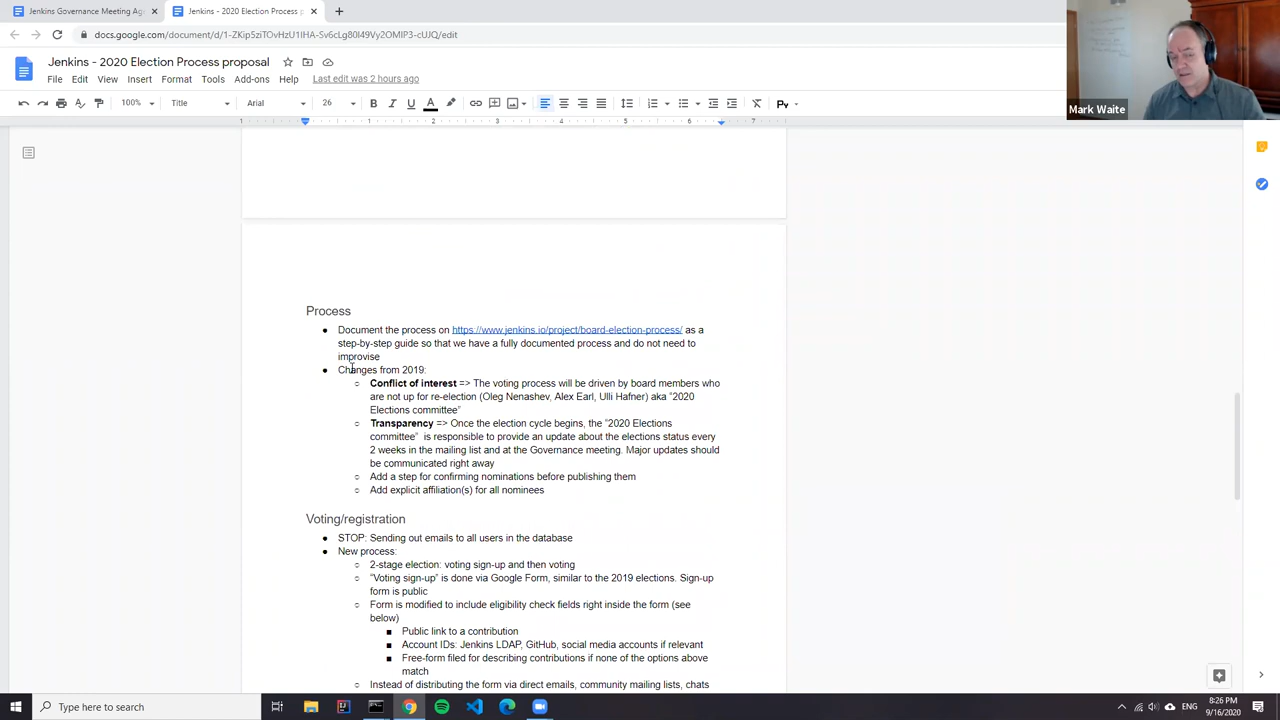 Jenkins Governance Meeting Age
Jenkins - 2020 Election Process p
docs.google.com/document/d/1-ZKip5ziTOvHzU1IHA-Sv6cLg80I49Vy2OMIP3-cUJQ/edit
Jenkins - 2020 Election Process proposal
File Edit View Insert Format Tools Add-ons Help Last edit was 2 hours ago
100% Title Arial 26 B I U A
1 1 2 3 4 5 6 7
Process
Document the process on https://www.jenkins.io/project/board-election-process/ as a
step-by-step guide so that we have a fully documented process and do not need to
improvise
Changes from 2019:
Conflict of interest => The voting process will be driven by board members who
are not up for re-election (Oleg Nenashev, Alex Earl, Ulli Hafner) aka "2020
Elections committee"
Transparency => Once the election cycle begins, the "2020 Elections
committee" is responsible to provide an update about the elections status every
2 weeks in the mailing list and at the Governance meeting. Major updates should
be communicated right away
Add a step for confirming nominations before publishing them
Add explicit affiliation(s) for all nominees
Voting/registration
STOP: Sending out emails to all users in the database
New process:
2-stage election: voting sign-up and then voting
"Voting sign-up" is done via Google Form, similar to the 2019 elections. Sign-up
form is public
Form is modified to include eligibility check fields right inside the form (see
below)
Public link to a contribution
Account IDs: Jenkins LDAP, GitHub, social media accounts if relevant
Free-form filed for describing contributions if none of the options above
match
Instead of distributing the form via direct emails, community mailing lists, chats
Mark Waite
Type here to search
ENG
8:26 PM
9/16/2020